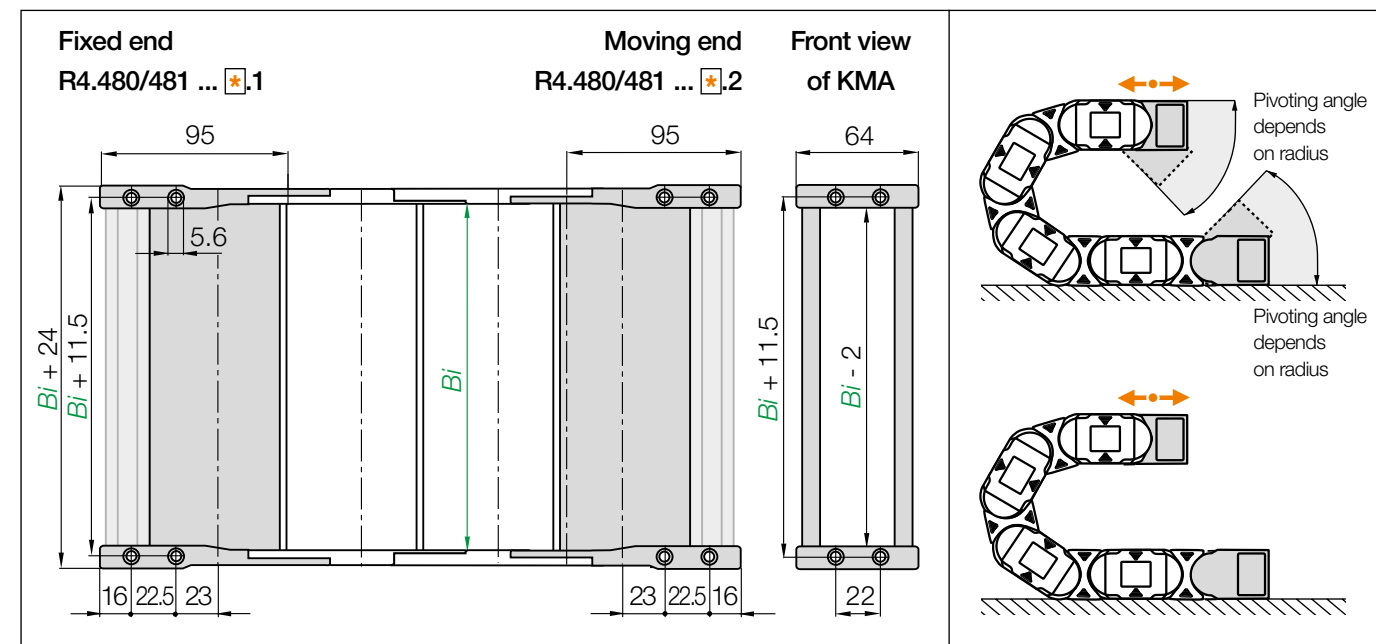 Fixed end
R4.480/481 ... *.1
Moving end
R4.480/481 ... *.2
Front view
of KMA
95
95
64
5.6
Bi + 24
Bi + 11.5
Bi
Bi + 11.5
Bi - 2
16 22.5 23
23 22.5 16
22
Pivoting angle
depends
on radius
Pivoting angle
depends
on radius